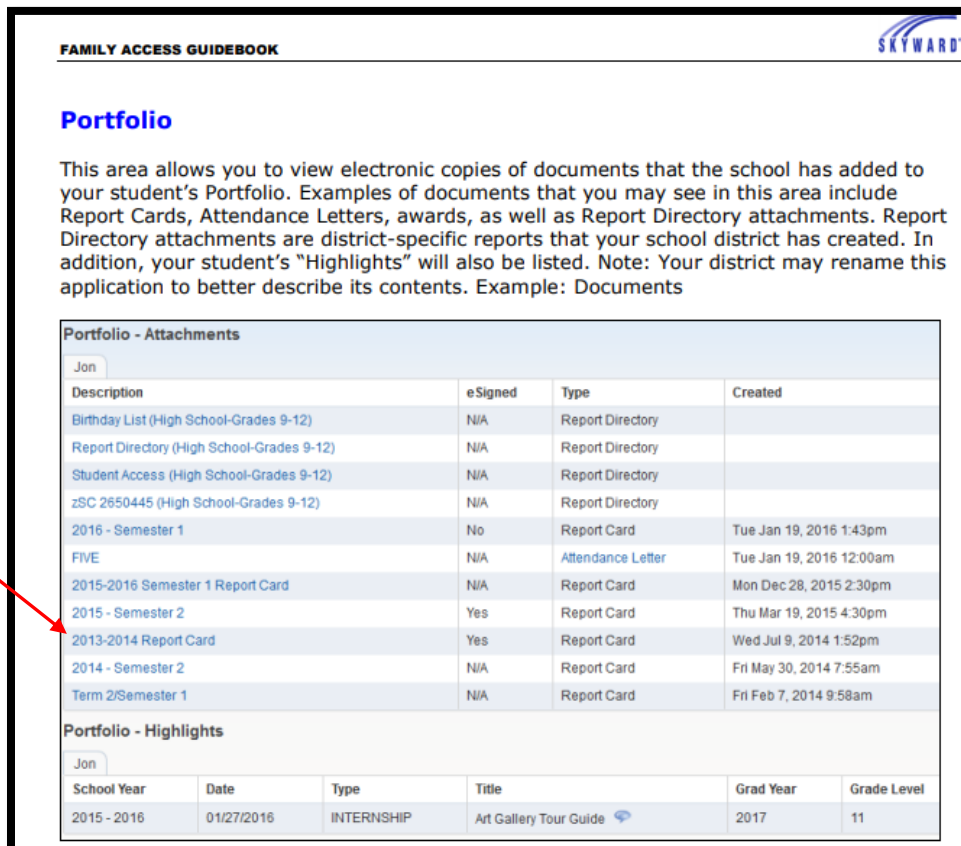 FAMILY ACCESS GUIDEBOOK
SKYWARD
Portfolio
This area allows you to view electronic copies of documents that the school has added to
your student’s Portfolio. Examples of documents that you may see in this area include
Report Cards, Attendance Letters, awards, as well as Report Directory attachments. Report
Directory attachments are district-specific reports that your school district has created. In
addition, your student’s “Highlights” will also be listed. Note: Your district may rename this
application to better describe its contents. Example: Documents
Portfolio - Attachments
Jon
Description eSigned Type Created
Birthday List (High School-Grades 9-12) N/A Report Directory
Report Directory (High School-Grades 9-12) N/A Report Directory
Student Access (High School-Grades 9-12) N/A Report Directory
zSC 2650445 (High School-Grades 9-12) N/A Report Directory
2016 - Semester 1 No Report Card Tue Jan 19, 2016 1:43pm
FIVE N/A Attendance Letter Tue Jan 19, 2016 12:00am
2015-2016 Semester 1 Report Card N/A Report Card Mon Dec 28, 2015 2:30pm
2015 - Semester 2 Yes Report Card Thu Mar 19, 2015 4:30pm
2013-2014 Report Card Yes Report Card Wed Jul 9, 2014 1:52pm
2014 - Semester 2 N/A Report Card Fri May 30, 2014 7:55am
Term 2/Semester 1 N/A Report Card Fri Feb 7, 2014 9:58am
Portfolio - Highlights
Jon
School Year Date Type Title Grad Year Grade Level
2015 - 2016 01/27/2016 INTERNSHIP Art Gallery Tour Guide 2017 11